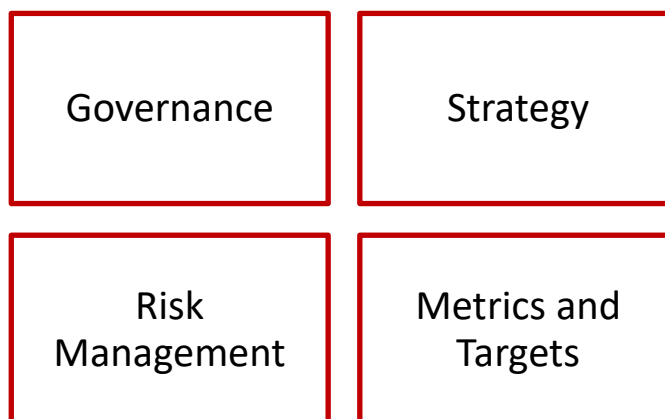 Governance
Strategy
Risk
Management
Metrics and
Targets